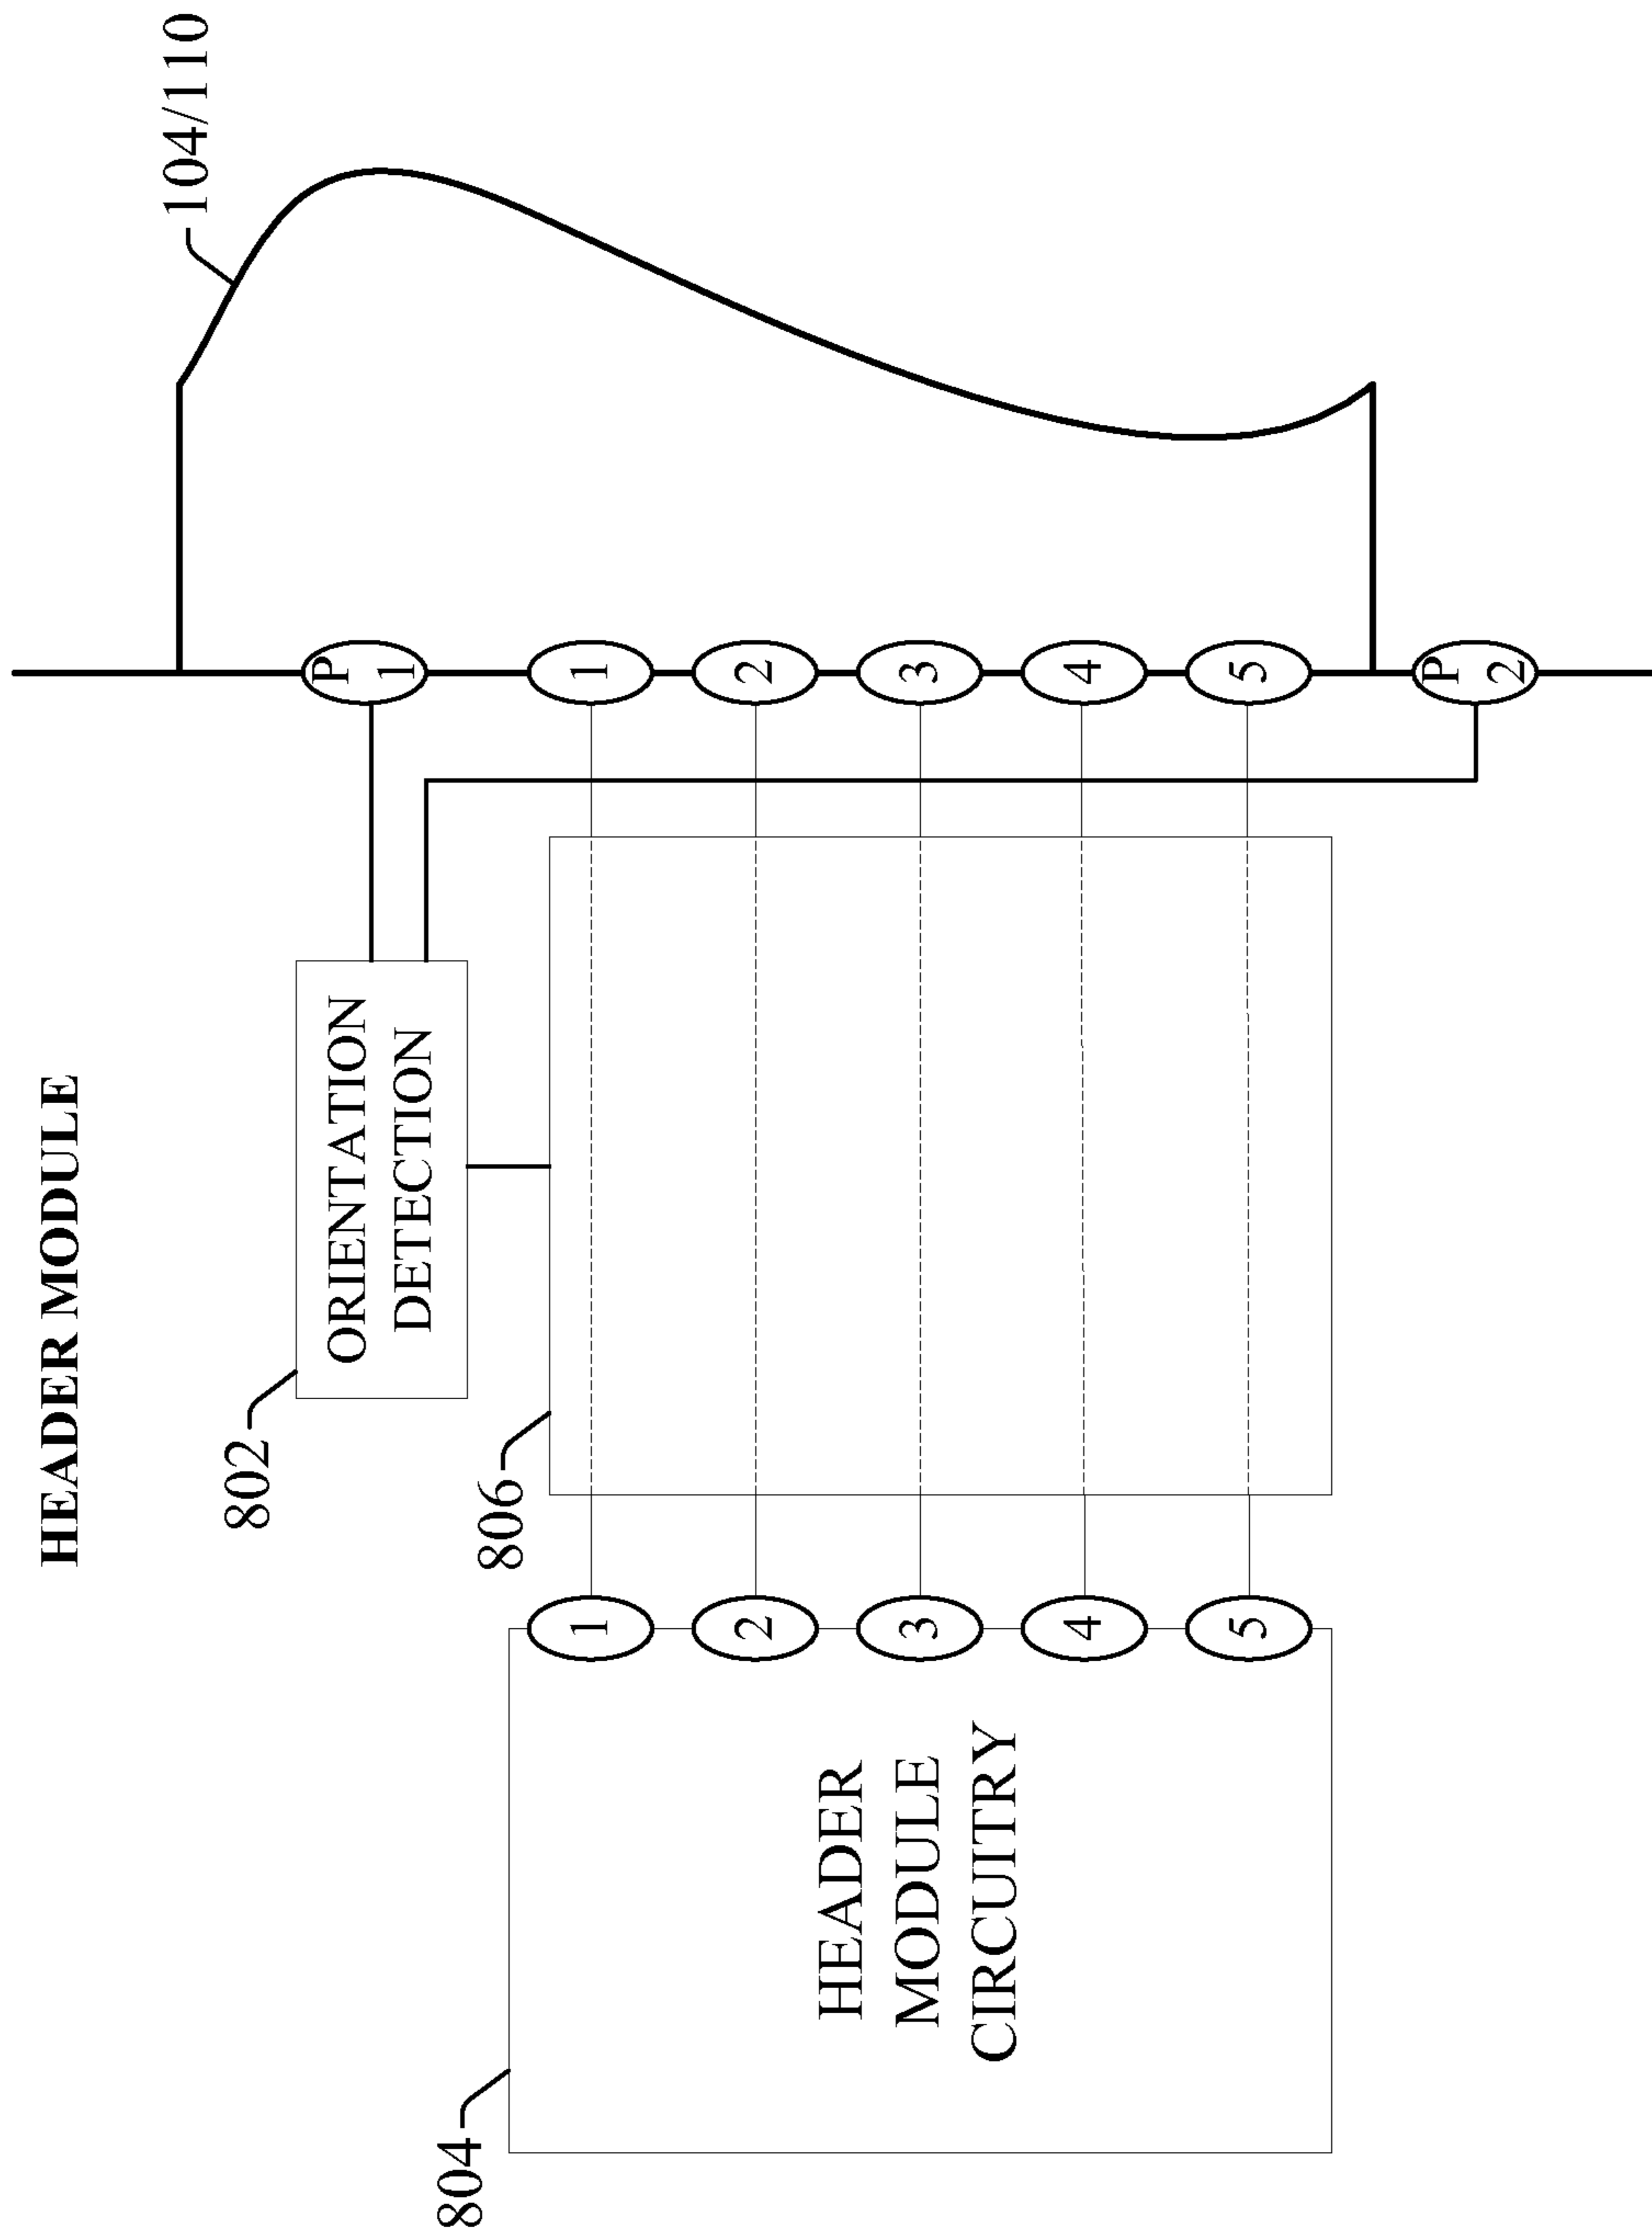 HEADER MODULE
104/110
802
ORIENTATION
DETECTION
P
1
806
804
HEADER
MODULE
CIRCUITRY
1
1
2
2
3
3
4
4
5
5
P
2